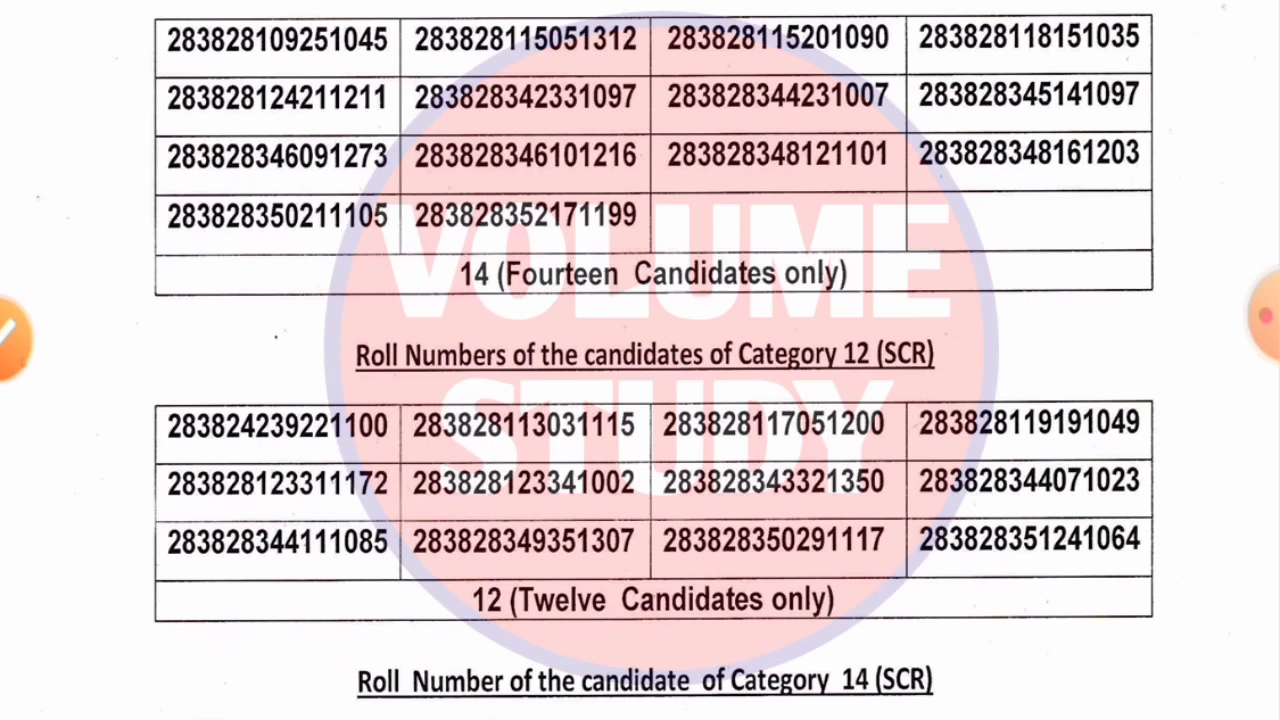 283828109251045 283828115051312 283828115201090 283828118151035
283828124211211 283828342331097 283828344231007 283828345141097
283828346091273 283828346101216 283828348121101 283828348161203
283828350211105 283828352171199
14 (Fourteen Candidates only)
VOLUME
Roll Numbers of the candidates of Category 12 (SCR)
STUDY
283824239221100 283828113031115 283828117051200 283828119191049
283828123311172 283828123341002 283828343321350 283828344071023
283828344111085 283828349351307 283828350291117 283828351241064
12 (Twelve Candidates only)
Roll Number of the candidate of Category 14 (SCR)